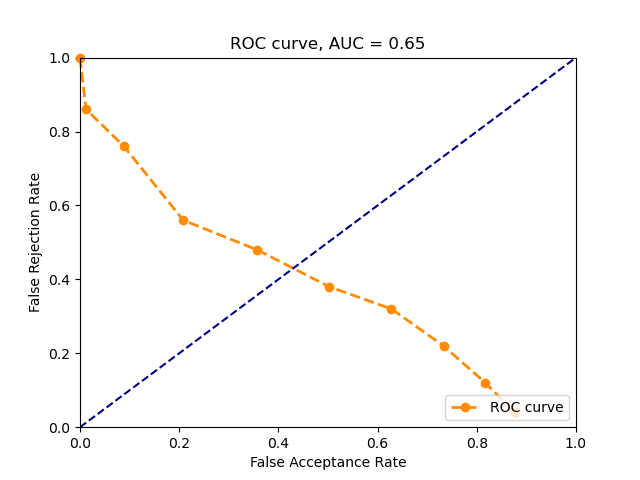 ROC curve, AUC = 0.65
1.0
0.8
0.6
0.4
0.2
0.0
False Rejection Rate
ROC curve
0.0 0.2 0.4 0.6 0.8 1.0
False Acceptance Rate